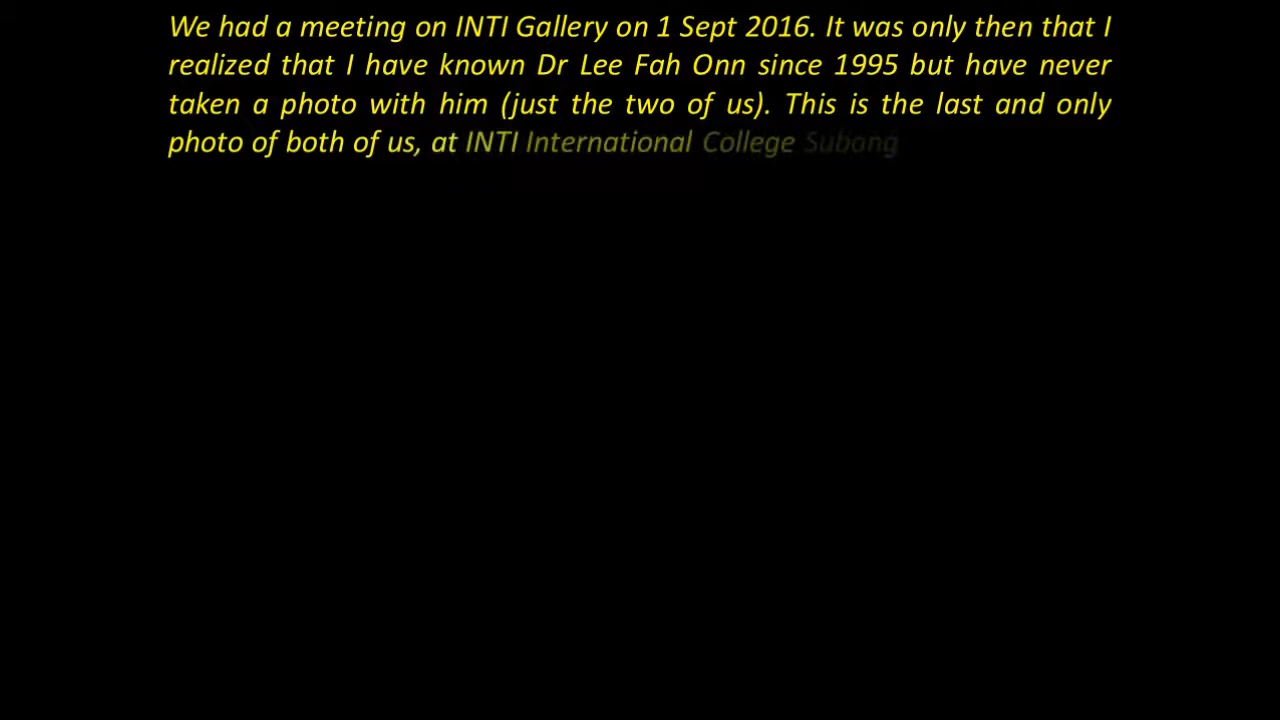 We had a meeting on INTI Gallery on 1 Sept 2016. It was only then that I
realized that I have known Dr Lee Fah Onn since 1995 but have never
taken a photo with him (just the two of us). This is the last and only
photo of both of us, at INTI International College Subang